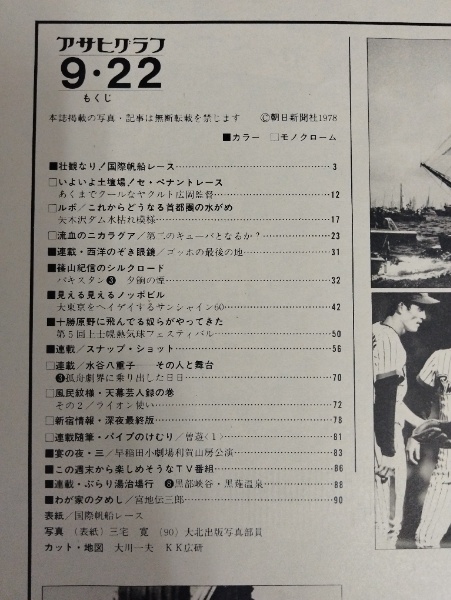 アサヒグラフ
9・22
もくじ
本誌掲載の写真・記事は無断転載を禁じます ©朝日新聞社1978
■カラー □モノクローム
■壮観なり！国際帆船レース 3
□いよいよ土壇場！セ・ペナントレース
あくまでクールなヤクルト広岡監督 12
□ルポ／これからどうなる首都圏の水がめ
矢木沢ダム水枯れ模様 17
□流血のニカラグア／第二のキューバとなるか？ 23
■連載・西洋のぞき眼鏡／ゴッホの最後の地 31
■篠山紀信のシルクロード
パキスタン❸ 夕餉の煙 32
■見える見えるノッポビル
大東京をヘイゲイするサンシャイン60 42
■十勝原野に飛んでる奴らがやってきた
第5回上士幌熱気球フェスティバル 50
■連載／スナップ・ショット 56
□連載／水谷八重子 その人と舞台
❸孤舟劇界に乗り出した日日 70
□風民紋様・天幕芸人録の巻
その2／ライオン使い 72
□新宿情報・深夜最終版 78
□連載随筆・パイプのけむり／曾遊〈1〉 81
■宴の夜・三／早稲田小劇場利賀山房公演 83
■この週末から楽しめそうなTV番組 86
■連載・ぶらり湯治場行 ❽黒部峡谷・黒薙温泉 88
■わが家の夕めし／宮地伝三郎 90
表紙／国際帆船レース
写真 （表紙）三宅 寛 （90）大北出版写真部員
カット・地図 大川一夫 KK広研